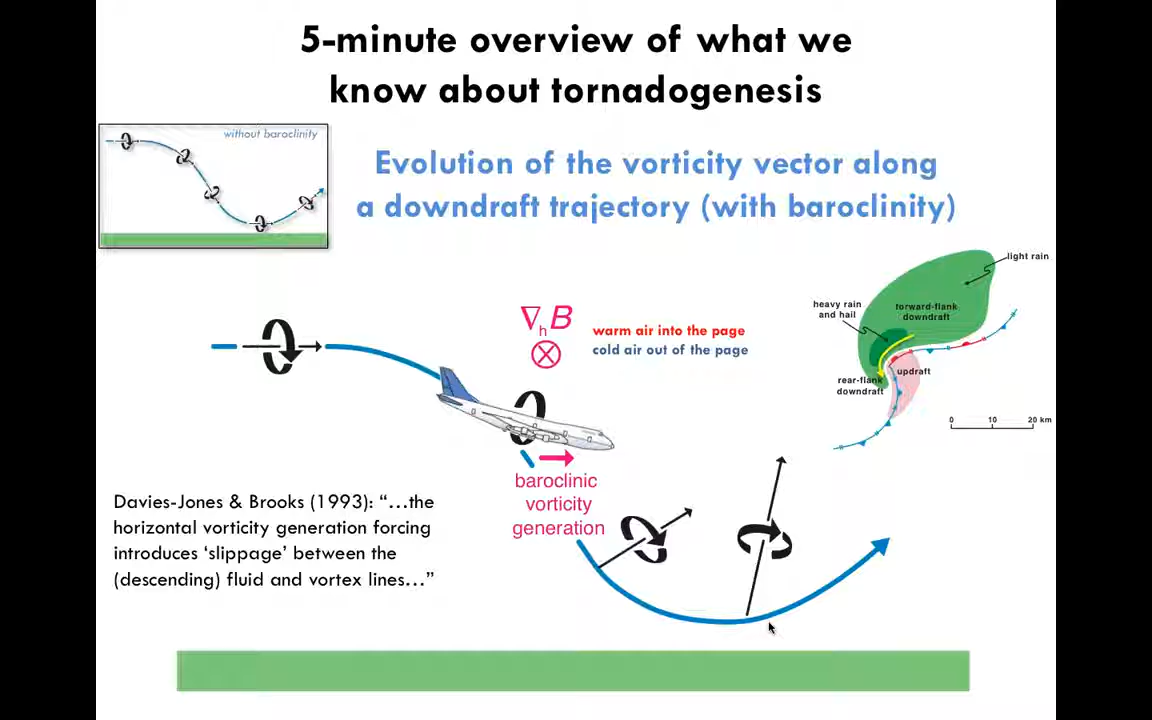 5-minute overview of what we
know about tornadogenesis
without baroclinity
Evolution of the vorticity vector along
a downdraft trajectory (with baroclinity)
light rain
heavy rain
and hail
forward-flank
downdraft
updraft
rear-flank
downdraft
0 10 20 km
∇hB
warm air into the page
cold air out of the page
baroclinic
vorticity
generation
Davies-Jones & Brooks (1993): “…the
horizontal vorticity generation forcing
introduces ‘slippage’ between the
(descending) fluid and vortex lines…”